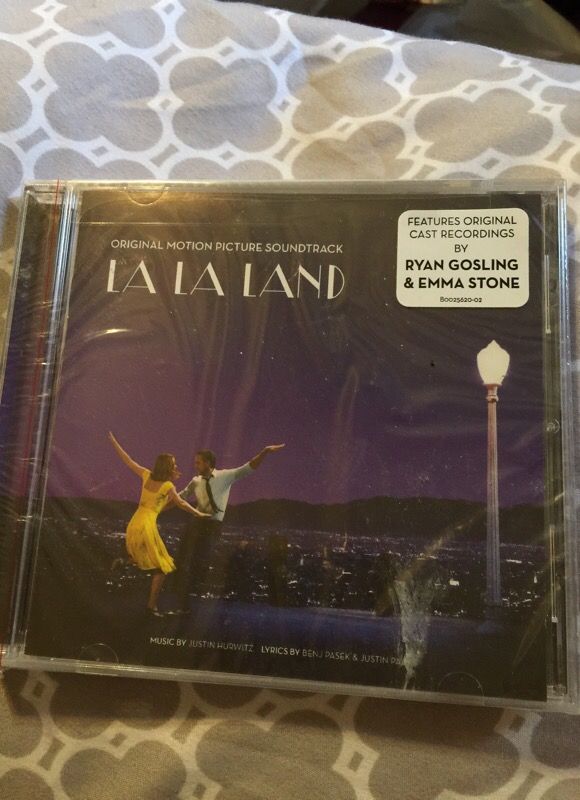 ORIGINAL MOTION PICTURE SOUNDTRACK
LA LA LAND
FEATURES ORIGINAL
CAST RECORDINGS
BY
RYAN GOSLING
& EMMA STONE
B0025620-02
MUSIC BY JUSTIN HURWITZ LYRICS BY BENJ PASEK & JUSTIN